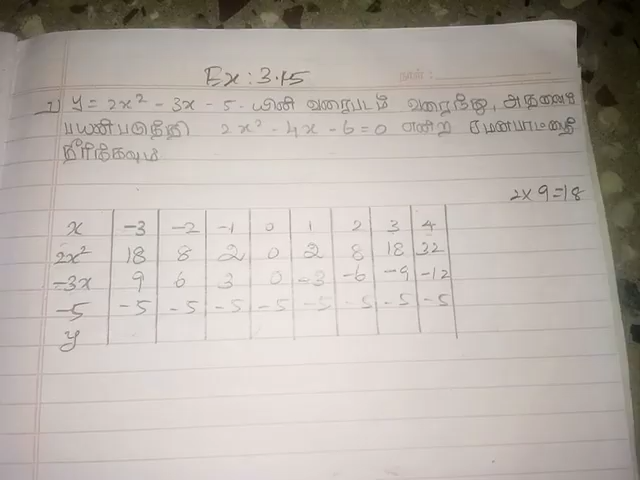 Ex: 3.15
நாள் :
7) y = 2x² - 3x - 5 - யின் வரைபடம் வரைந்து, அதனைப்
பயன்படுத்தி 2x² - 4x - 6 = 0 என்ற சமன்பாட்டைத்
தீர்க்கவும்
2 x 9 = 18
x -3 -2 -1 0 1 2 3 4
2x² 18 8 2 0 2 8 18 32
-3x 9 6 3 0 -3 -6 -9 -12
-5 -5 -5 -5 -5 -5 -5 -5 -5
y